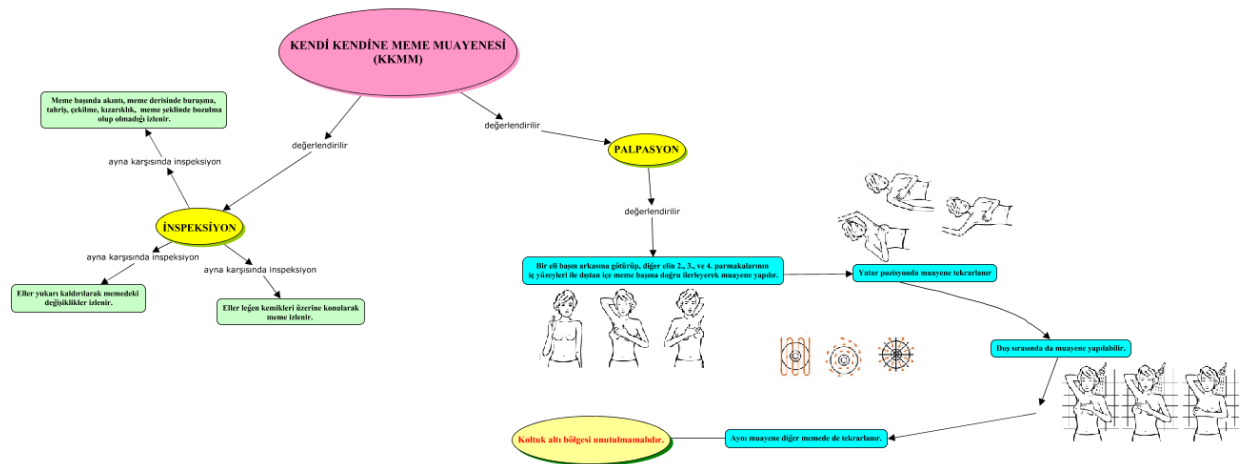 KENDİ KENDİNE MEME MUAYENESİ
(KKMM)
değerlendirilir
değerlendirilir
PALPASYON
değerlendirilir
Meme başında akıntı, meme derisinde buruşma,
tahriş, çekilme, kızarıklık, meme şeklinde bozulma
olup olmadığı izlenir.
ayna karşısında inspeksiyon
İNSPEKSİYON
ayna karşısında inspeksiyon
ayna karşısında inspeksiyon
Eller yukarı kaldırılarak memedeki
değişiklikler izlenir.
Eller leğen kemikleri üzerine konularak
meme izlenir.
Bir eli başın arkasına götürüp, diğer elin 2., 3., ve 4. parmakalarının
iç yüzeyleri ile dıştan içe meme başına doğru ilerleyerek muayene yapılır.
Yatar pozisyonda muayene tekrarlanır
Duş sırasında da muayene yapılabilir.
Aynı muayene diğer memede de tekrarlanır.
Koltuk altı bölgesi unutulmamalıdır.